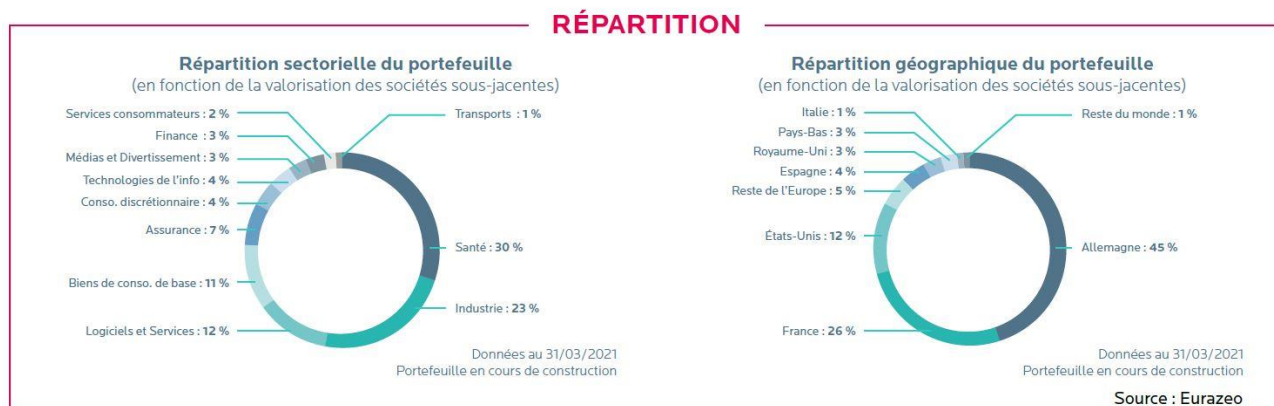 RÉPARTITION
Répartition sectorielle du portefeuille
(en fonction de la valorisation des sociétés sous-jacentes)
Services consommateurs : 2 %
Transports : 1 %
Finance : 3 %
Médias et Divertissement : 3 %
Technologies de l'info : 4 %
Conso. discrétionnaire : 4 %
Assurance : 7 %
Santé : 30 %
Biens de conso. de base : 11 %
Industrie : 23 %
Logiciels et Services : 12 %
Données au 31/03/2021
Portefeuille en cours de construction
Répartition géographique du portefeuille
(en fonction de la valorisation des sociétés sous-jacentes)
Italie : 1 %
Reste du monde : 1 %
Pays-Bas : 3 %
Royaume-Uni : 3 %
Espagne : 4 %
Reste de l'Europe : 5 %
États-Unis : 12 %
Allemagne : 45 %
France : 26 %
Données au 31/03/2021
Portefeuille en cours de construction
Source : Eurazeo